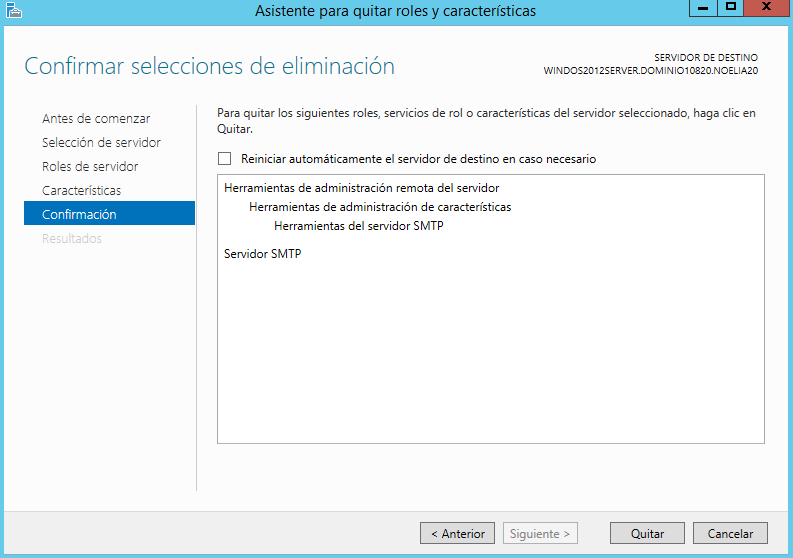 Asistente para quitar roles y características
Confirmar selecciones de eliminación
SERVIDOR DE DESTINO
WINDOS2012SERVER.DOMINIO10820.NOELIA20
Antes de comenzar
Selección de servidor
Roles de servidor
Características
Confirmación
Resultados
Para quitar los siguientes roles, servicios de rol o características del servidor seleccionado, haga clic en
Quitar.
Reiniciar automáticamente el servidor de destino en caso necesario
Herramientas de administración remota del servidor
Herramientas de administración de características
Herramientas del servidor SMTP
Servidor SMTP
< Anterior
Siguiente >
Quitar
Cancelar